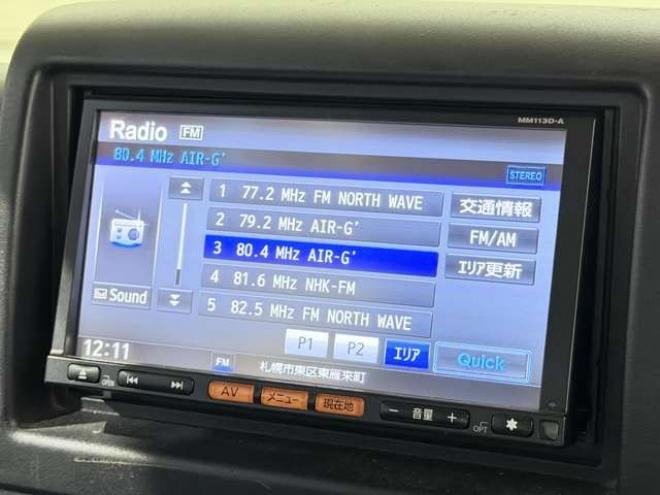 MM113D-A
Radio FM
80.4 MHz AIR-G'
STEREO
1 77.2 MHz FM NORTH WAVE
交通情報
2 79.2 MHz AIR-G'
FM/AM
3 80.4 MHz AIR-G'
エリア更新
4 81.6 MHz NHK-FM
Sound
5 82.5 MHz FM NORTH WAVE
P1 P2 エリア Quick
12:11
FM 札幌市東区東雁来町
OPEN AV メニュー 現在地 − 音量 + OPT